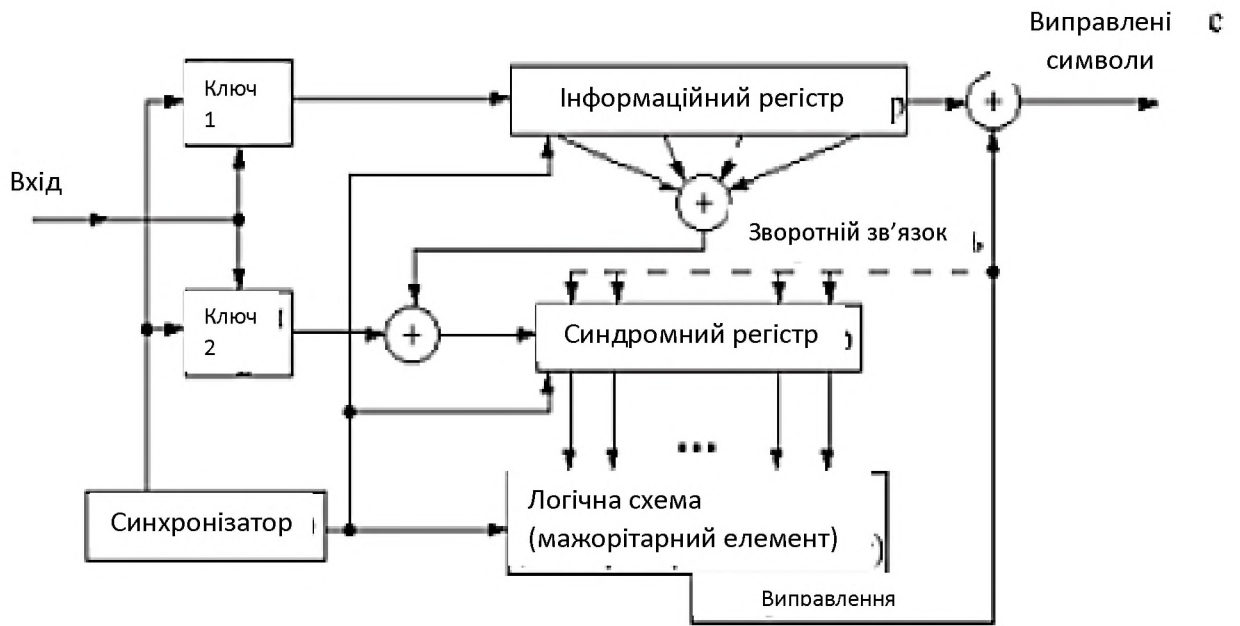 Виправлені
символи
Ключ
1
Інформаційний регістр
+
Вхід
+
Зворотній зв’язок
Ключ
2
+
Синдромний регістр
...
Синхронізатор
Логічна схема
(мажорітарний елемент)
Виправлення